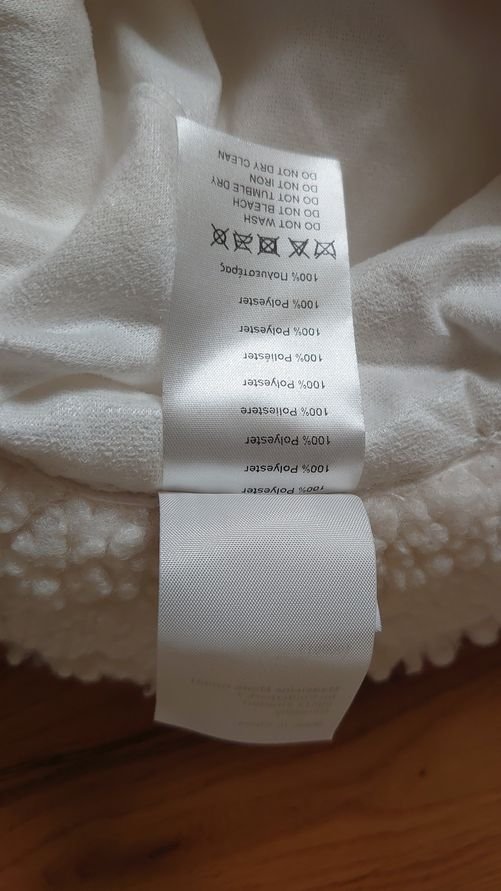 100% Polyester
100% Polyester
100% Polyester
100% Poliestere
100% Polyester
100% Poliéster
100% Polyester
100% Polyester
100% Πολυεστέρας
DO NOT WASH
DO NOT BLEACH
DO NOT TUMBLE DRY
DO NOT IRON
DO NOT DRY CLEAN